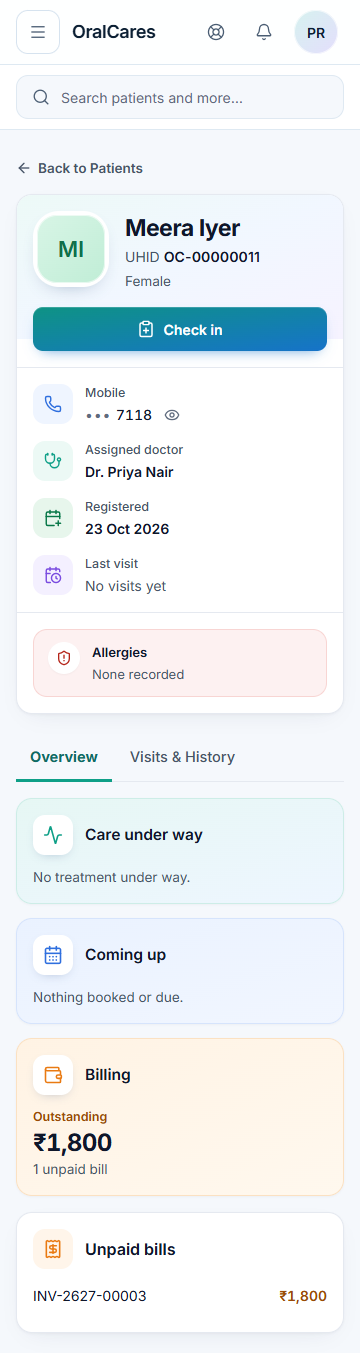 OralCares
PR
Search patients and more...
Back to Patients
MI
Meera Iyer
UHID OC-00000011
Female
Check in
Mobile
••• 7118
Assigned doctor
Dr. Priya Nair
Registered
23 Oct 2026
Last visit
No visits yet
Allergies
None recorded
Overview
Visits & History
Care under way
No treatment under way.
Coming up
Nothing booked or due.
Billing
Outstanding
₹1,800
1 unpaid bill
Unpaid bills
INV-2627-00003 ₹1,800